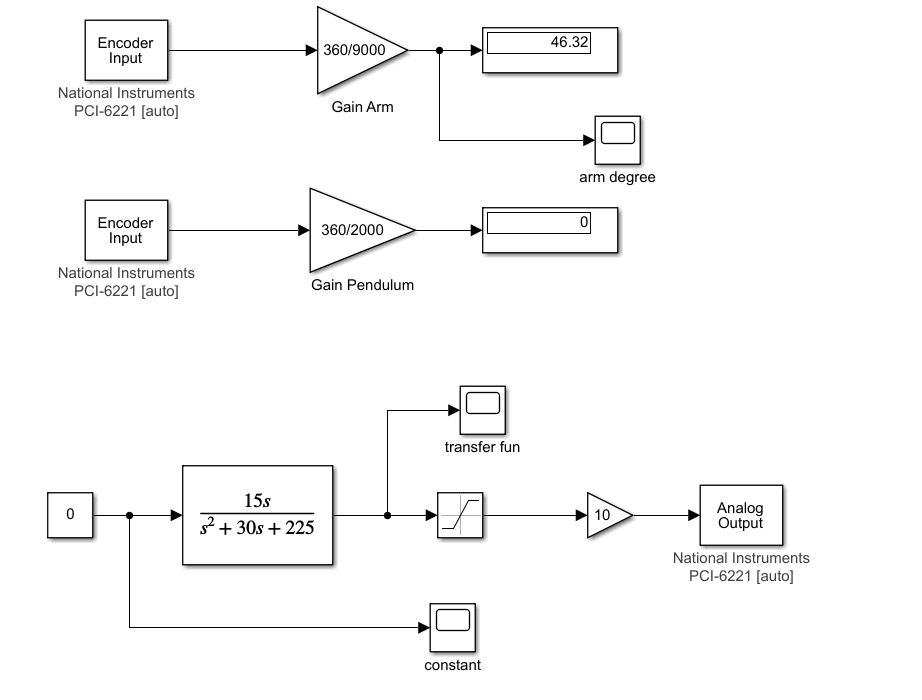 Encoder
Input
360/9000
46.32
National Instruments
PCI-6221 [auto]
Gain Arm
arm degree
Encoder
Input
360/2000
0
National Instruments
PCI-6221 [auto]
Gain Pendulum
transfer fun
0
15s
s² + 30s + 225
10
Analog
Output
National Instruments
PCI-6221 [auto]
constant